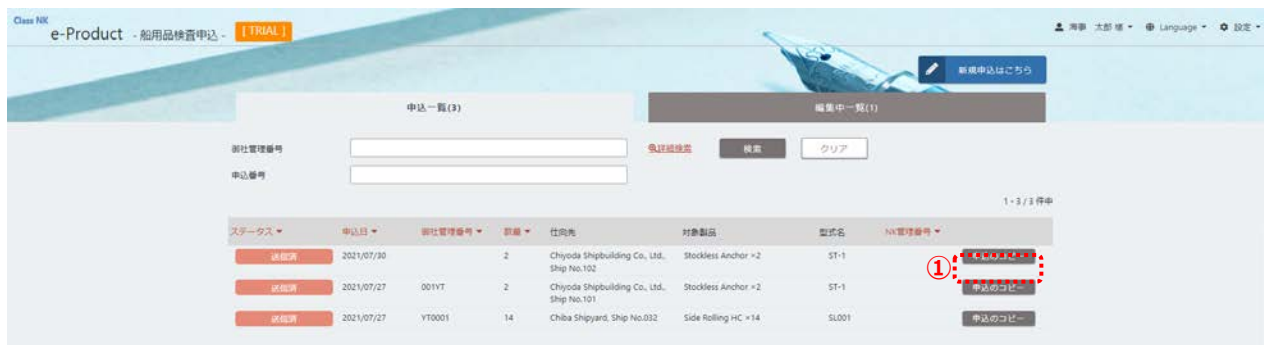 Class NK
e-Product - 船用品検査申込 - [ TRIAL ]
海事 太郎 様 Language 設定
新規申込はこちら
申込一覧(3) 編集中一覧(1)
御社管理番号 詳細検索 検索 クリア
申込番号
1 - 3 / 3 件中
ステータス 申込日 御社管理番号 数量 仕向先 対象製品 型式名 NK管理番号
送信済 2021/07/30 2 Chiyoda Shipbuilding Co., Ltd., Stockless Anchor ×2 ST-1 申込のコピー
Ship No.102
①
送信済 2021/07/27 001YT 2 Chiyoda Shipbuilding Co., Ltd., Stockless Anchor ×2 ST-1 申込のコピー
Ship No.101
送信済 2021/07/27 YT0001 14 Chiba Shipyard, Ship No.032 Side Rolling HC ×14 SL001 申込のコピー